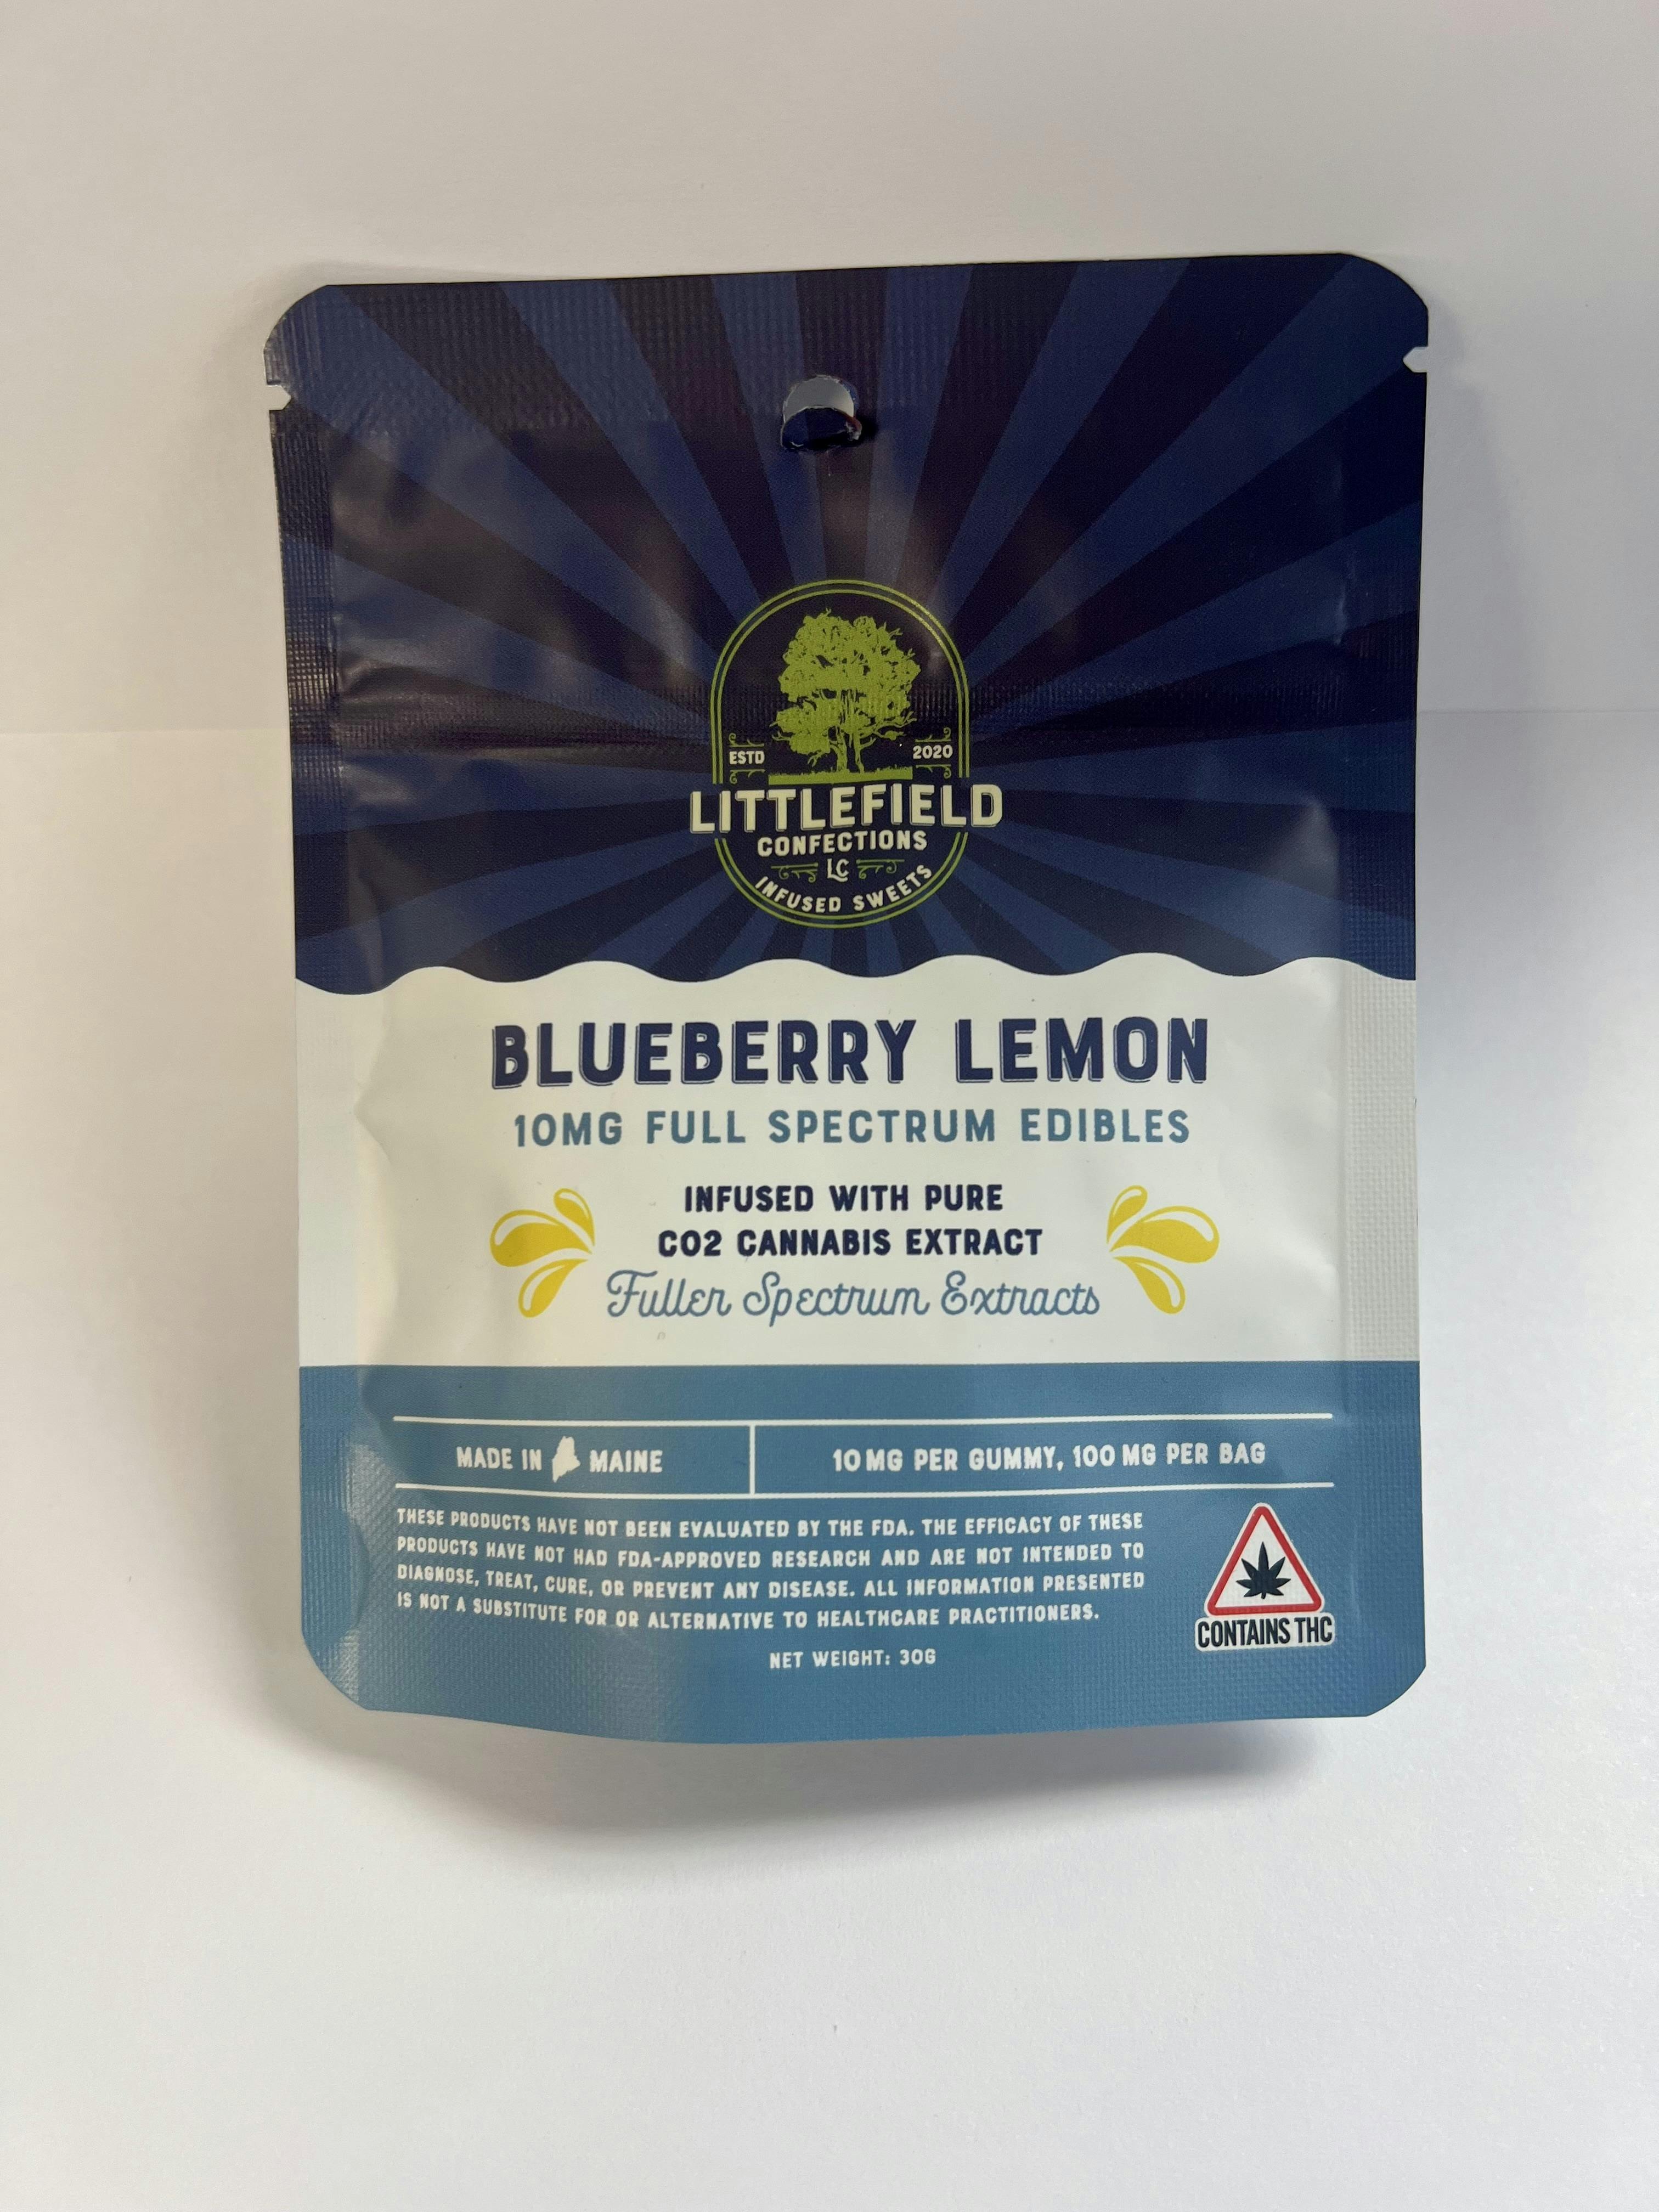 ESTD 2020
LITTLEFIELD
CONFECTIONS
LC
INFUSED SWEETS
BLUEBERRY LEMON
10MG FULL SPECTRUM EDIBLES
INFUSED WITH PURE
CO2 CANNABIS EXTRACT
Fuller Spectrum Extracts
MADE IN MAINE
10 MG PER GUMMY, 100 MG PER BAG
THESE PRODUCTS HAVE NOT BEEN EVALUATED BY THE FDA. THE EFFICACY OF THESE
PRODUCTS HAVE NOT HAD FDA-APPROVED RESEARCH AND ARE NOT INTENDED TO
DIAGNOSE, TREAT, CURE, OR PREVENT ANY DISEASE. ALL INFORMATION PRESENTED
IS NOT A SUBSTITUTE FOR OR ALTERNATIVE TO HEALTHCARE PRACTITIONERS.
CONTAINS THC
NET WEIGHT: 30G